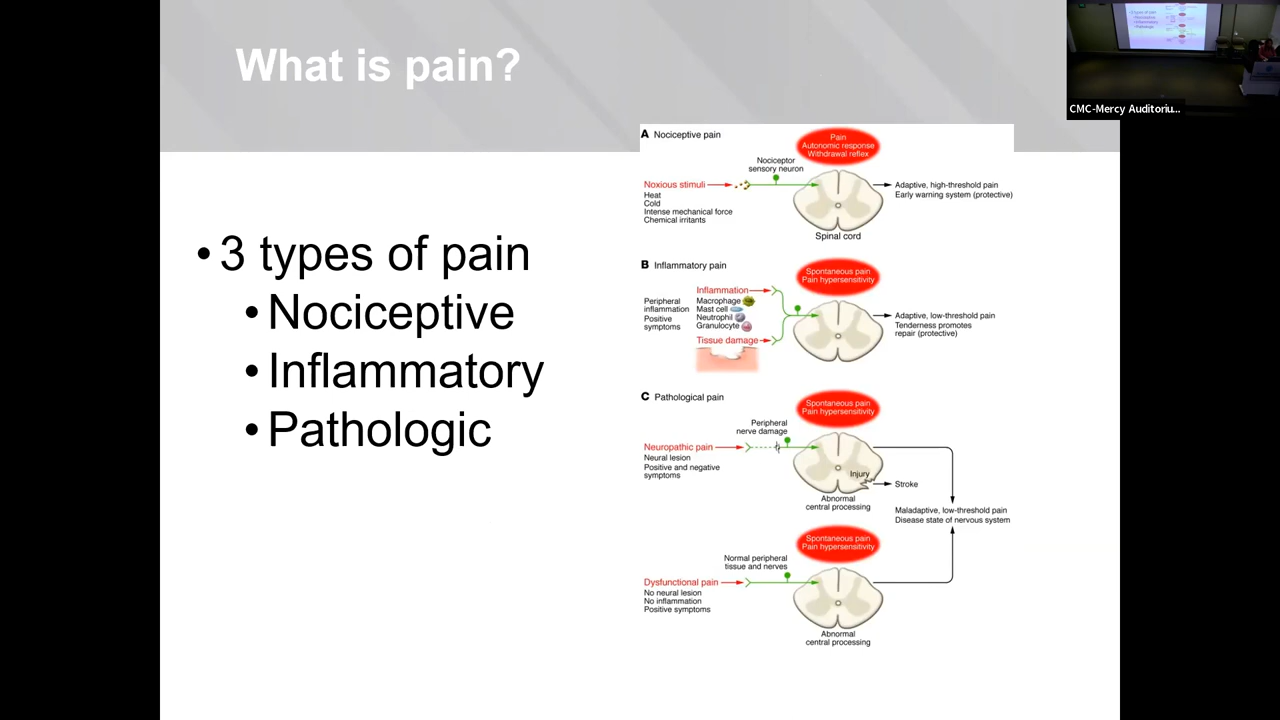 What is pain?
CMC-Mercy Auditoriu...
• 3 types of pain
• Nociceptive
• Inflammatory
• Pathologic
A Nociceptive pain
Pain
Autonomic response
Withdrawal reflex
Nociceptor
sensory neuron
Noxious stimuli
Heat
Cold
Intense mechanical force
Chemical irritants
Adaptive, high-threshold pain
Early warning system (protective)
Spinal cord
B Inflammatory pain
Spontaneous pain
Pain hypersensitivity
Inflammation
Macrophage
Mast cell
Neutrophil
Granulocyte
Peripheral
inflammation
Positive
symptoms
Tissue damage
Adaptive, low-threshold pain
Tenderness promotes
repair (protective)
C Pathological pain
Spontaneous pain
Pain hypersensitivity
Peripheral
nerve damage
Neuropathic pain
Neural lesion
Positive and negative
symptoms
Injury
Stroke
Abnormal
central processing
Maladaptive, low-threshold pain
Disease state of nervous system
Spontaneous pain
Pain hypersensitivity
Normal peripheral
tissue and nerves
Dysfunctional pain
No neural lesion
No inflammation
Positive symptoms
Abnormal
central processing